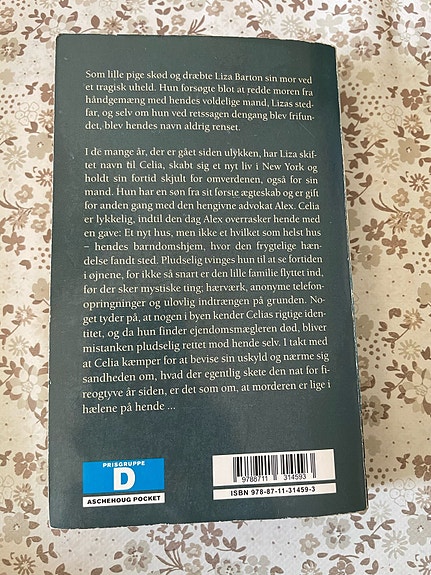 Som lille pige skød og dræbte Liza Barton sin mor ved
et tragisk uheld. Hun forsøgte blot at redde moren fra
håndgemæng med hendes voldelige mand, Lizas sted-
far, og selv om hun ved retssagen dengang blev frifun-
det, blev hendes navn aldrig renset.
I de mange år, der er gået siden ulykken, har Liza skif-
tet navn til Celia, skabt sig et nyt liv i New York og
holdt sin fortid skjult for omverdenen, også for sin
mand. Hun har en søn fra sit første ægteskab og er gift
for anden gang med den hengivne advokat Alex. Celia
er lykkelig, indtil den dag Alex overrasker hende med
en gave: Et nyt hus, men ikke et hvilket som helst hus
– hendes barndomshjem, hvor den frygtelige hæn-
delse fandt sted. Pludselig tvinges hun til at se fortiden
i øjnene, for ikke så snart er den lille familie flyttet ind,
før der sker mystiske ting; hærværk, anonyme telefon-
opringninger og ulovlig indtrængen på grunden. No-
get tyder på, at nogen i byen kender Celias rigtige iden-
titet, og da hun finder ejendomsmægleren død, bliver
mistanken pludselig rettet mod hende selv. I takt med
at Celia kæmper for at bevise sin uskyld og nærme sig
sandheden om, hvad der egentlig skete den nat for fi-
reogtyve år siden, er det som om, at morderen er lige i
hælene på hende ...
PRISGRUPPE
D
ASCHEHOUG POCKET
9788711 314593
ISBN 978-87-11-31459-3